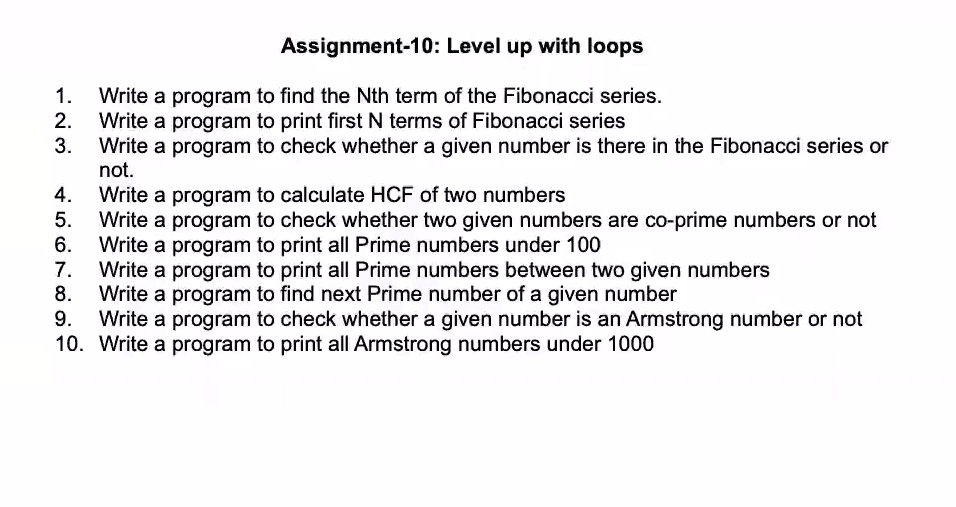 Assignment-10: Level up with loops
1. Write a program to find the Nth term of the Fibonacci series.
2. Write a program to print first N terms of Fibonacci series
3. Write a program to check whether a given number is there in the Fibonacci series or
not.
4. Write a program to calculate HCF of two numbers
5. Write a program to check whether two given numbers are co-prime numbers or not
6. Write a program to print all Prime numbers under 100
7. Write a program to print all Prime numbers between two given numbers
8. Write a program to find next Prime number of a given number
9. Write a program to check whether a given number is an Armstrong number or not
10. Write a program to print all Armstrong numbers under 1000